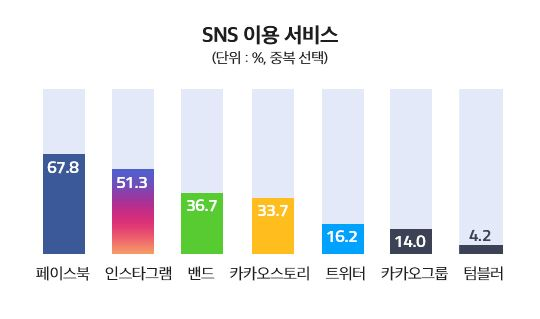 SNS 이용 서비스
(단위 : %, 중복 선택)
67.8
51.3
36.7
33.7
16.2
14.0
4.2
페이스북 인스타그램 밴드 카카오스토리 트위터 카카오그룹 텀블러